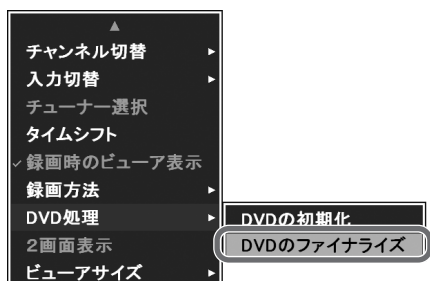 チャンネル切替
入力切替
チューナー選択
タイムシフト
録画時のビューア表示
録画方法
DVD処理
DVDの初期化
2画面表示
DVDのファイナライズ
ビューアサイズ